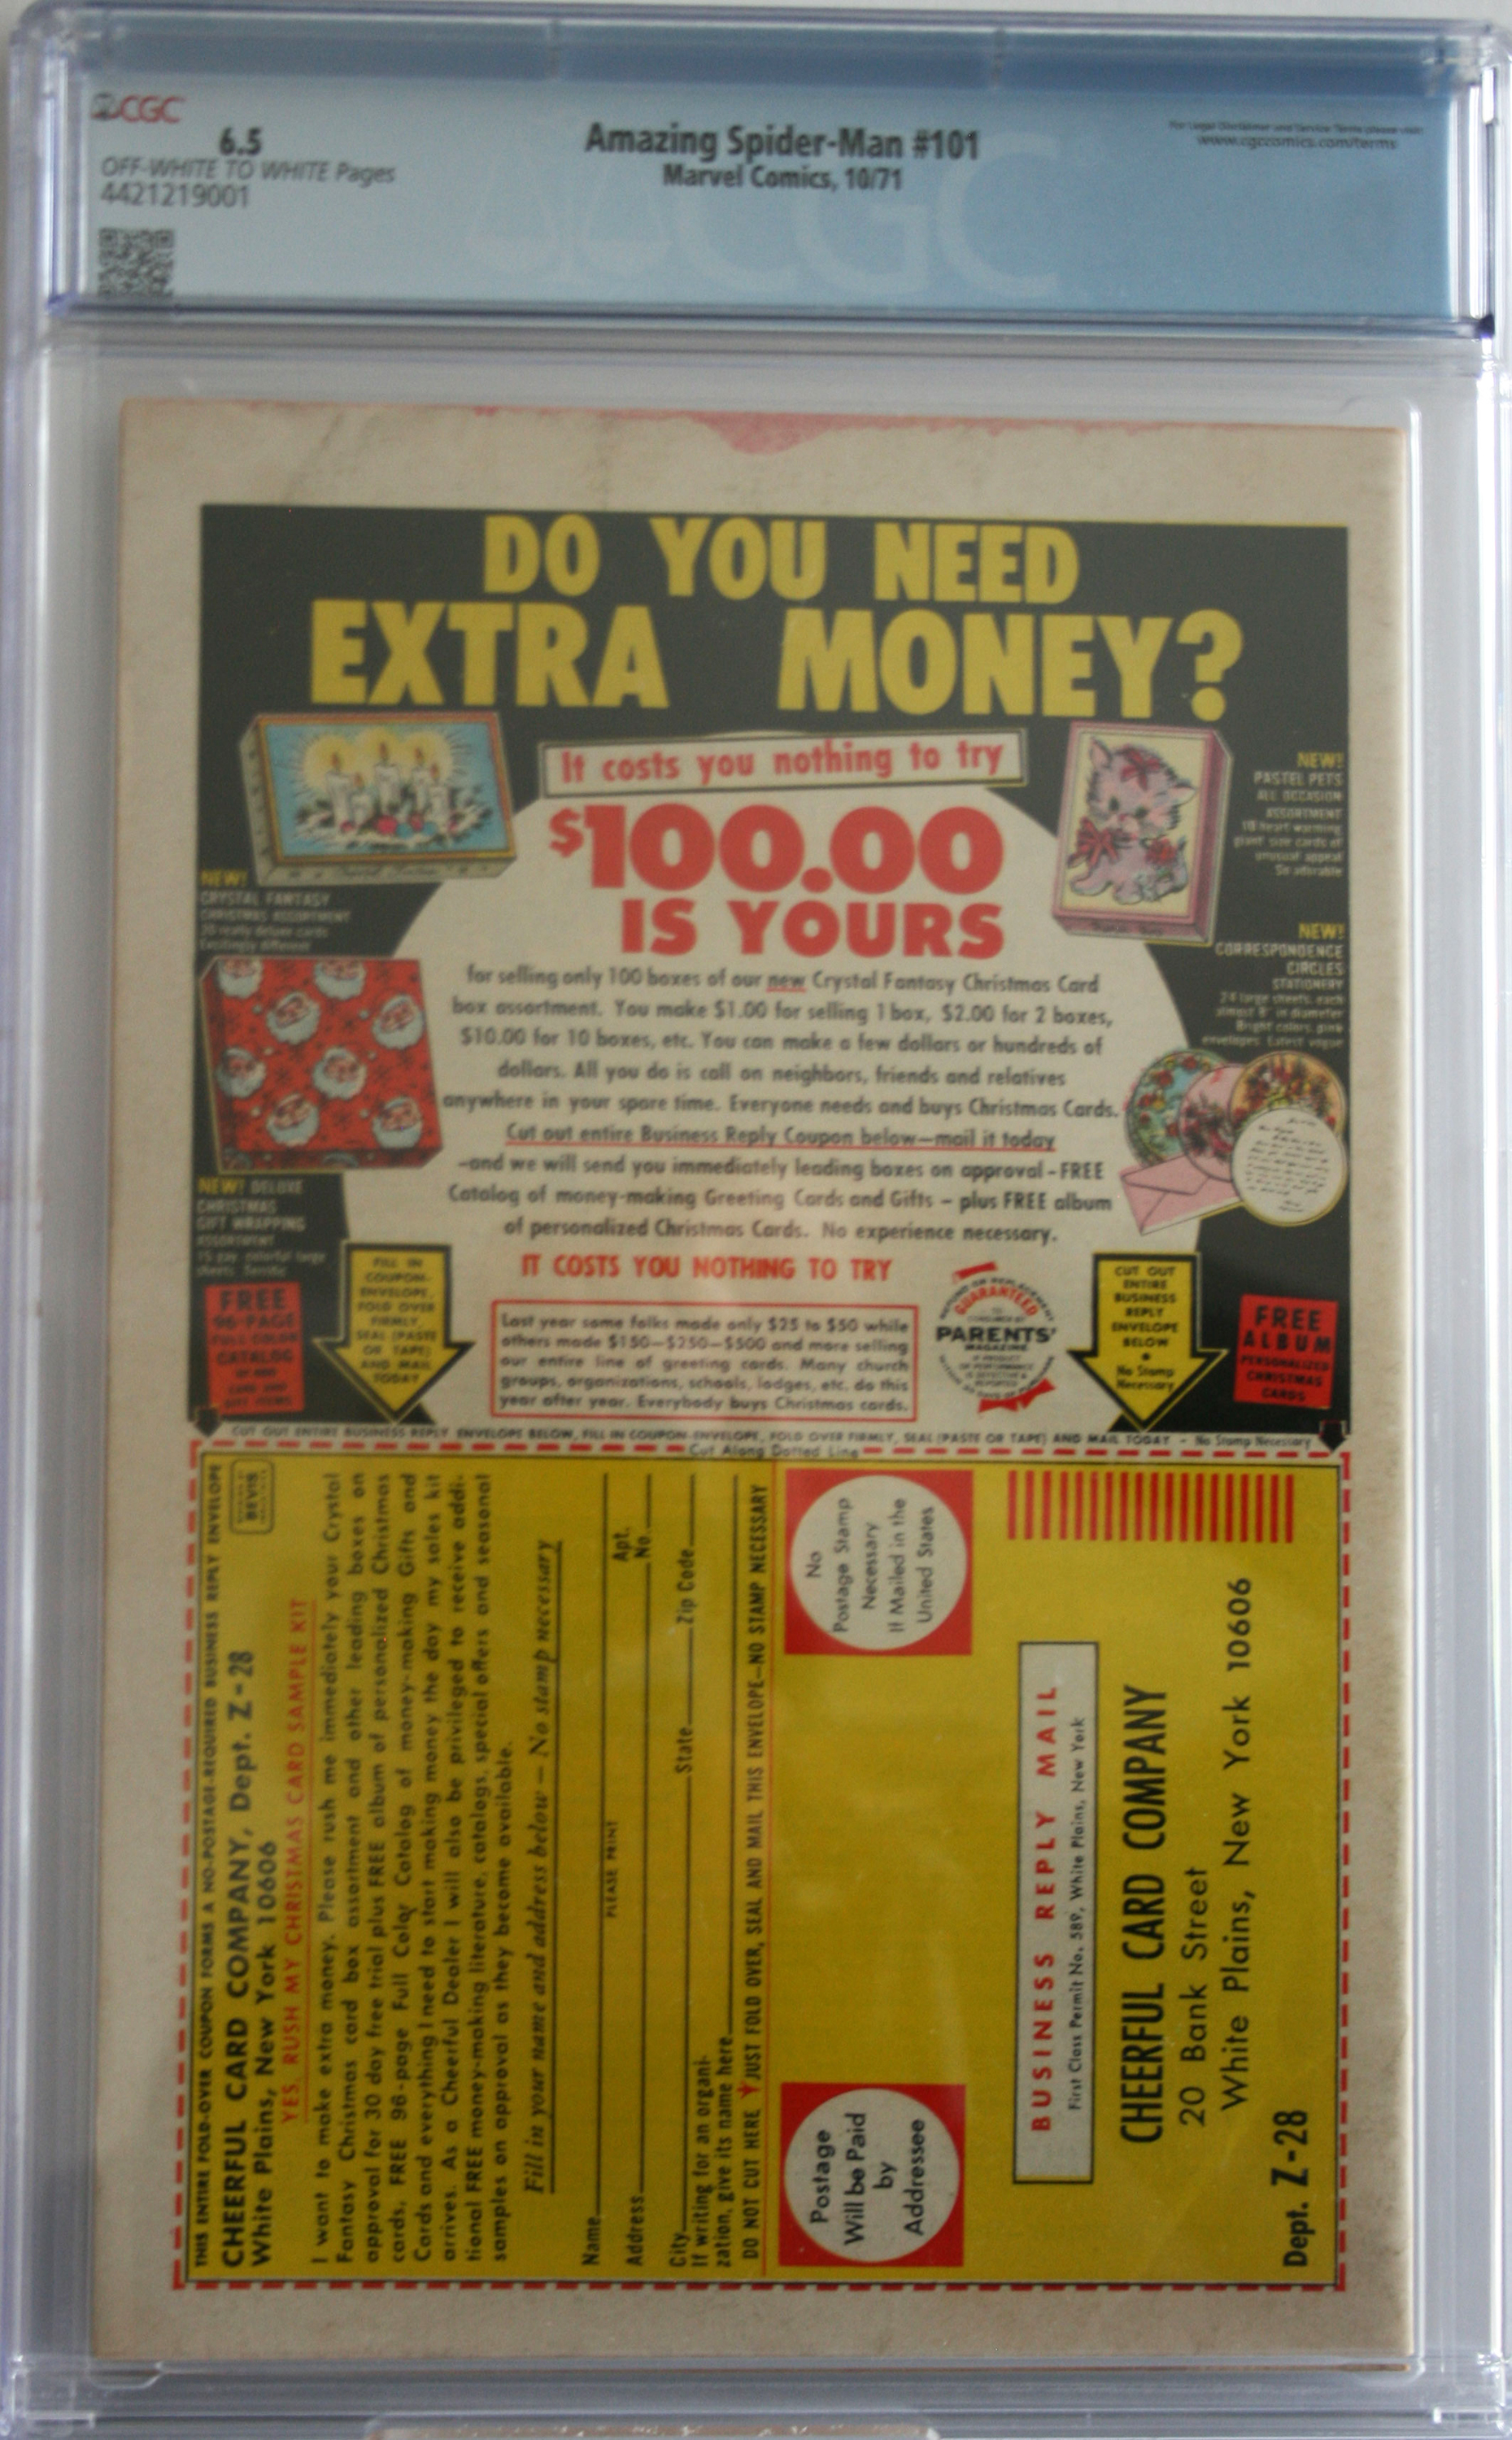 CGC
6.5
OFF-WHITE TO WHITE Pages
4421219001
Amazing Spider-Man #101
Marvel Comics, 10/71
For Legal Disclaimer and Service Terms please visit:
www.cgccomics.com/terms
CGC
DO YOU NEED
EXTRA MONEY?
It costs you nothing to try
$100.00
IS YOURS
for selling only 100 boxes of our new Crystal Fantasy Christmas Card
box assortment. You make $1.00 for selling 1 box, $2.00 for 2 boxes,
$10.00 for 10 boxes, etc. You can make a few dollars or hundreds of
dollars. All you do is call on neighbors, friends and relatives
anywhere in your spare time. Everyone needs and buys Christmas Cards.
Cut out entire Business Reply Coupon below—mail it today
—and we will send you immediately leading boxes on approval - FREE
Catalog of money-making Greeting Cards and Gifts — plus FREE album
of personalized Christmas Cards. No experience necessary.
IT COSTS YOU NOTHING TO TRY
Last year some folks made only $25 to $50 while
others made $150—$250—$500 and more selling
our entire line of greeting cards. Many church
groups, organizations, schools, lodges, etc. do this
year after year. Everybody buys Christmas cards.
NEW!
CRYSTAL FANTASY
CHRISTMAS ASSORTMENT
20 really deluxe cards
Excitingly different
NEW! DELUXE
CHRISTMAS
GIFT WRAPPING
ASSORTMENT
15 gay colorful large
sheets. Terrific
FREE
96-PAGE
FULL COLOR
CATALOG
CARD AND
GIFT ITEMS
FILL IN
COUPON-
ENVELOPE,
FOLD OVER
FIRMLY,
SEAL (PASTE
OR TAPE)
AND MAIL
TODAY
NEW!
PASTEL PETS
ALL OCCASION
ASSORTMENT
18 heart warming
giant size cards of
unusual appeal
So adorable
NEW!
CORRESPONDENCE
CIRCLES
STATIONERY
24 large sheets, each
almost 8" in diameter
Bright colors, pink
envelopes. Latest vogue
REFUND OR REPLACEMENT
GUARANTEED
PARENTS'
MAGAZINE
IF PRODUCT
OR PERFORMANCE
IS DEFECTIVE
CUT OUT
ENTIRE
BUSINESS
REPLY
ENVELOPE
BELOW
•
No Stamp
Necessary
FREE
ALBUM
PERSONALIZED
CHRISTMAS
CARDS
CUT OUT ENTIRE BUSINESS REPLY ENVELOPE BELOW, FILL IN COUPON-ENVELOPE, FOLD OVER FIRMLY, SEAL (PASTE OR TAPE) AND MAIL TODAY - No Stamp Necessary
Cut Along Dotted Line
THIS ENTIRE FOLD-OVER COUPON FORMS A NO-POSTAGE-REQUIRED BUSINESS REPLY ENVELOPE
CHEERFUL CARD COMPANY, Dept. Z-28
White Plains, New York 10606
BEVIS
YES, RUSH MY CHRISTMAS CARD SAMPLE KIT
I want to make extra money. Please rush me immediately your Crystal
Fantasy Christmas card box assortment and other leading boxes on
approval for 30 day free trial plus FREE album of personalized Christmas
cards, FREE 96-page Full Color Catalog of money-making Gifts and
Cards and everything I need to start making money the day my sales kit
arrives. As a Cheerful Dealer I will also be privileged to receive addi-
tional FREE money-making literature, catalogs, special offers and seasonal
samples on approval as they become available.
Fill in your name and address below — No stamp necessary
Name
PLEASE PRINT
Address
Apt.
No.
City
State
Zip Code
If writing for an organi-
zation, give its name here
DO NOT CUT HERE JUST FOLD OVER, SEAL AND MAIL THIS ENVELOPE—NO STAMP NECESSARY
Postage
Will be Paid
by
Addressee
No
Postage Stamp
Necessary
If Mailed in the
United States
BUSINESS REPLY MAIL
First Class Permit No. 589, White Plains, New York
CHEERFUL CARD COMPANY
20 Bank Street
White Plains, New York 10606
Dept. Z-28